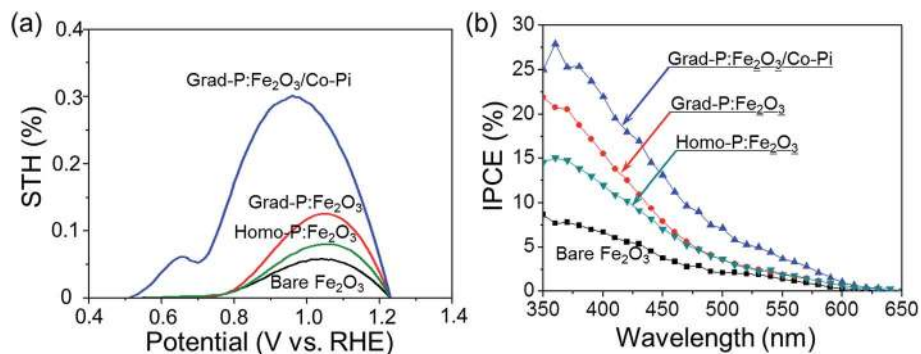 (a)
0.4
0.3
0.2
0.1
0
STH (%)
Grad-P:Fe₂O₃/Co-Pi
Grad-P:Fe₂O₃
Homo-P:Fe₂O₃
Bare Fe₂O₃
0.4 0.6 0.8 1.0 1.2 1.4
Potential (V vs. RHE)
(b)
30
25
20
15
10
5
0
IPCE (%)
Grad-P:Fe₂O₃/Co-Pi
Grad-P:Fe₂O₃
Homo-P:Fe₂O₃
Bare Fe₂O₃
350 400 450 500 550 600 650
Wavelength (nm)